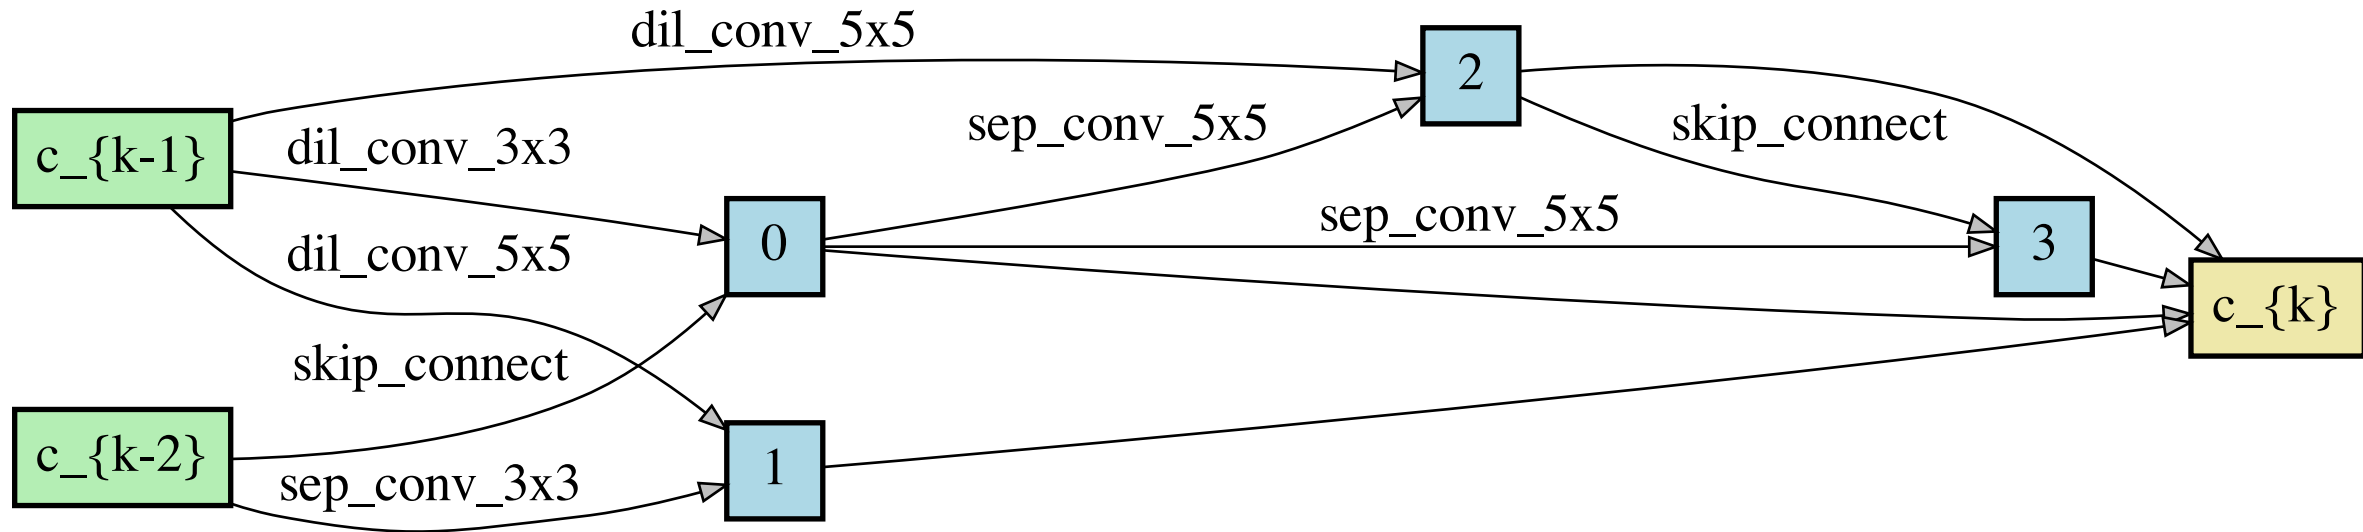 dil_conv_5x5
2
sep_conv_5x5
skip_connect
c_{k-1}
dil_conv_3x3
sep_conv_5x5
0
3
dil_conv_5x5
c_{k}
skip_connect
c_{k-2}
1
sep_conv_3x3